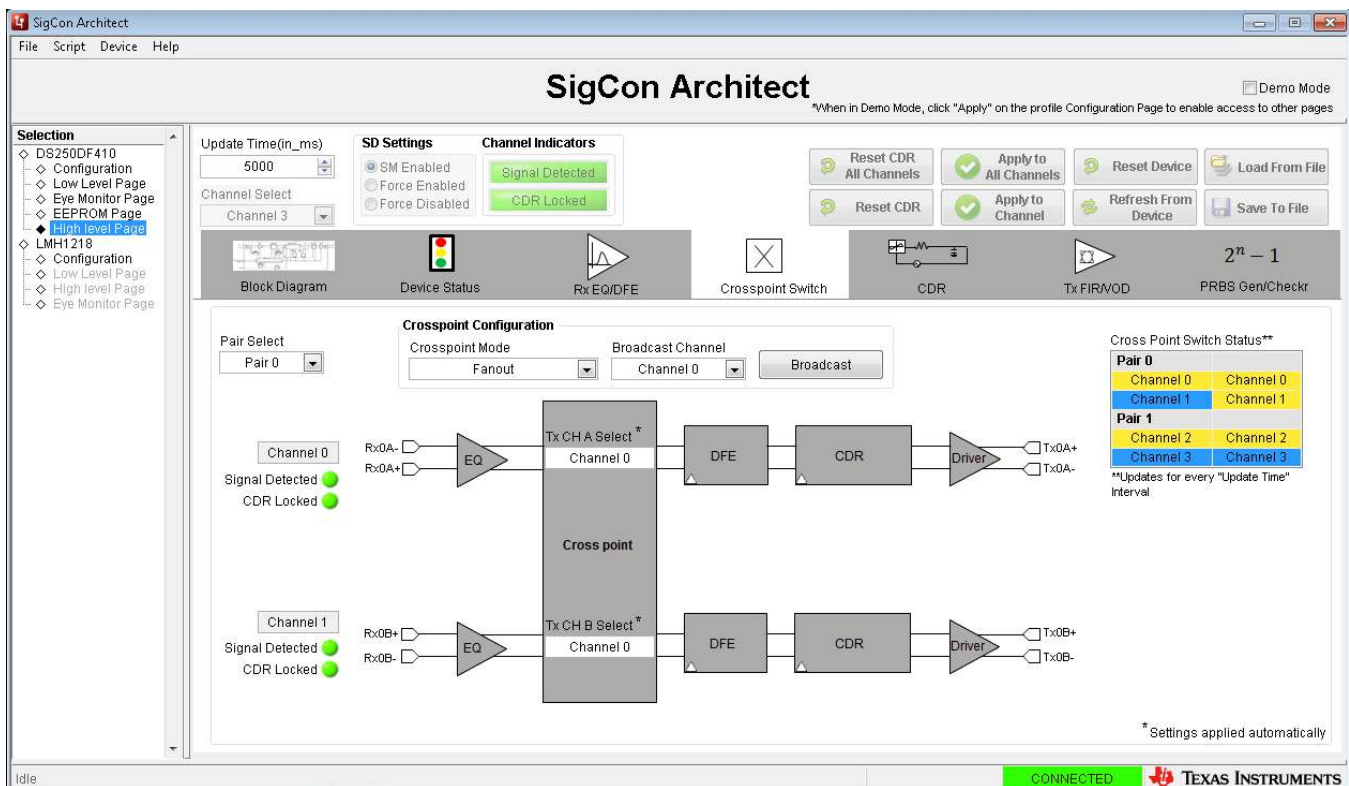 SigCon Architect
File Script Device Help
SigCon Architect
Demo Mode
*When in Demo Mode, click "Apply" on the profile Configuration Page to enable access to other pages
Selection
DS250DF410
Configuration
Low Level Page
Eye Monitor Page
EEPROM Page
High level Page
LMH1218
Configuration
Low Level Page
High level Page
Eye Monitor Page
Update Time(in_ms)
5000
Channel Select
Channel 3
SD Settings
SM Enabled
Force Enabled
Force Disabled
Channel Indicators
Signal Detected
CDR Locked
Reset CDR
All Channels
Apply to
All Channels
Reset Device
Load From File
Reset CDR
Apply to
Channel
Refresh From
Device
Save To File
Block Diagram
Device Status
Rx EQ/DFE
Crosspoint Switch
CDR
Tx FIR/VOD
2ⁿ − 1
PRBS Gen/Checkr
Pair Select
Pair 0
Crosspoint Configuration
Crosspoint Mode
Fanout
Broadcast Channel
Channel 0
Broadcast
Cross Point Switch Status**
Pair 0
Channel 0 Channel 0
Channel 1 Channel 1
Pair 1
Channel 2 Channel 2
Channel 3 Channel 3
**Updates for every "Update Time"
Interval
Channel 0
Signal Detected
CDR Locked
Rx0A-
Rx0A+
EQ
Tx CH A Select *
Channel 0
DFE
CDR
Driver
Tx0A+
Tx0A-
Cross point
Channel 1
Signal Detected
CDR Locked
Rx0B+
Rx0B-
EQ
Tx CH B Select *
Channel 0
DFE
CDR
Driver
Tx0B+
Tx0B-
* Settings applied automatically
Idle
CONNECTED
TEXAS INSTRUMENTS